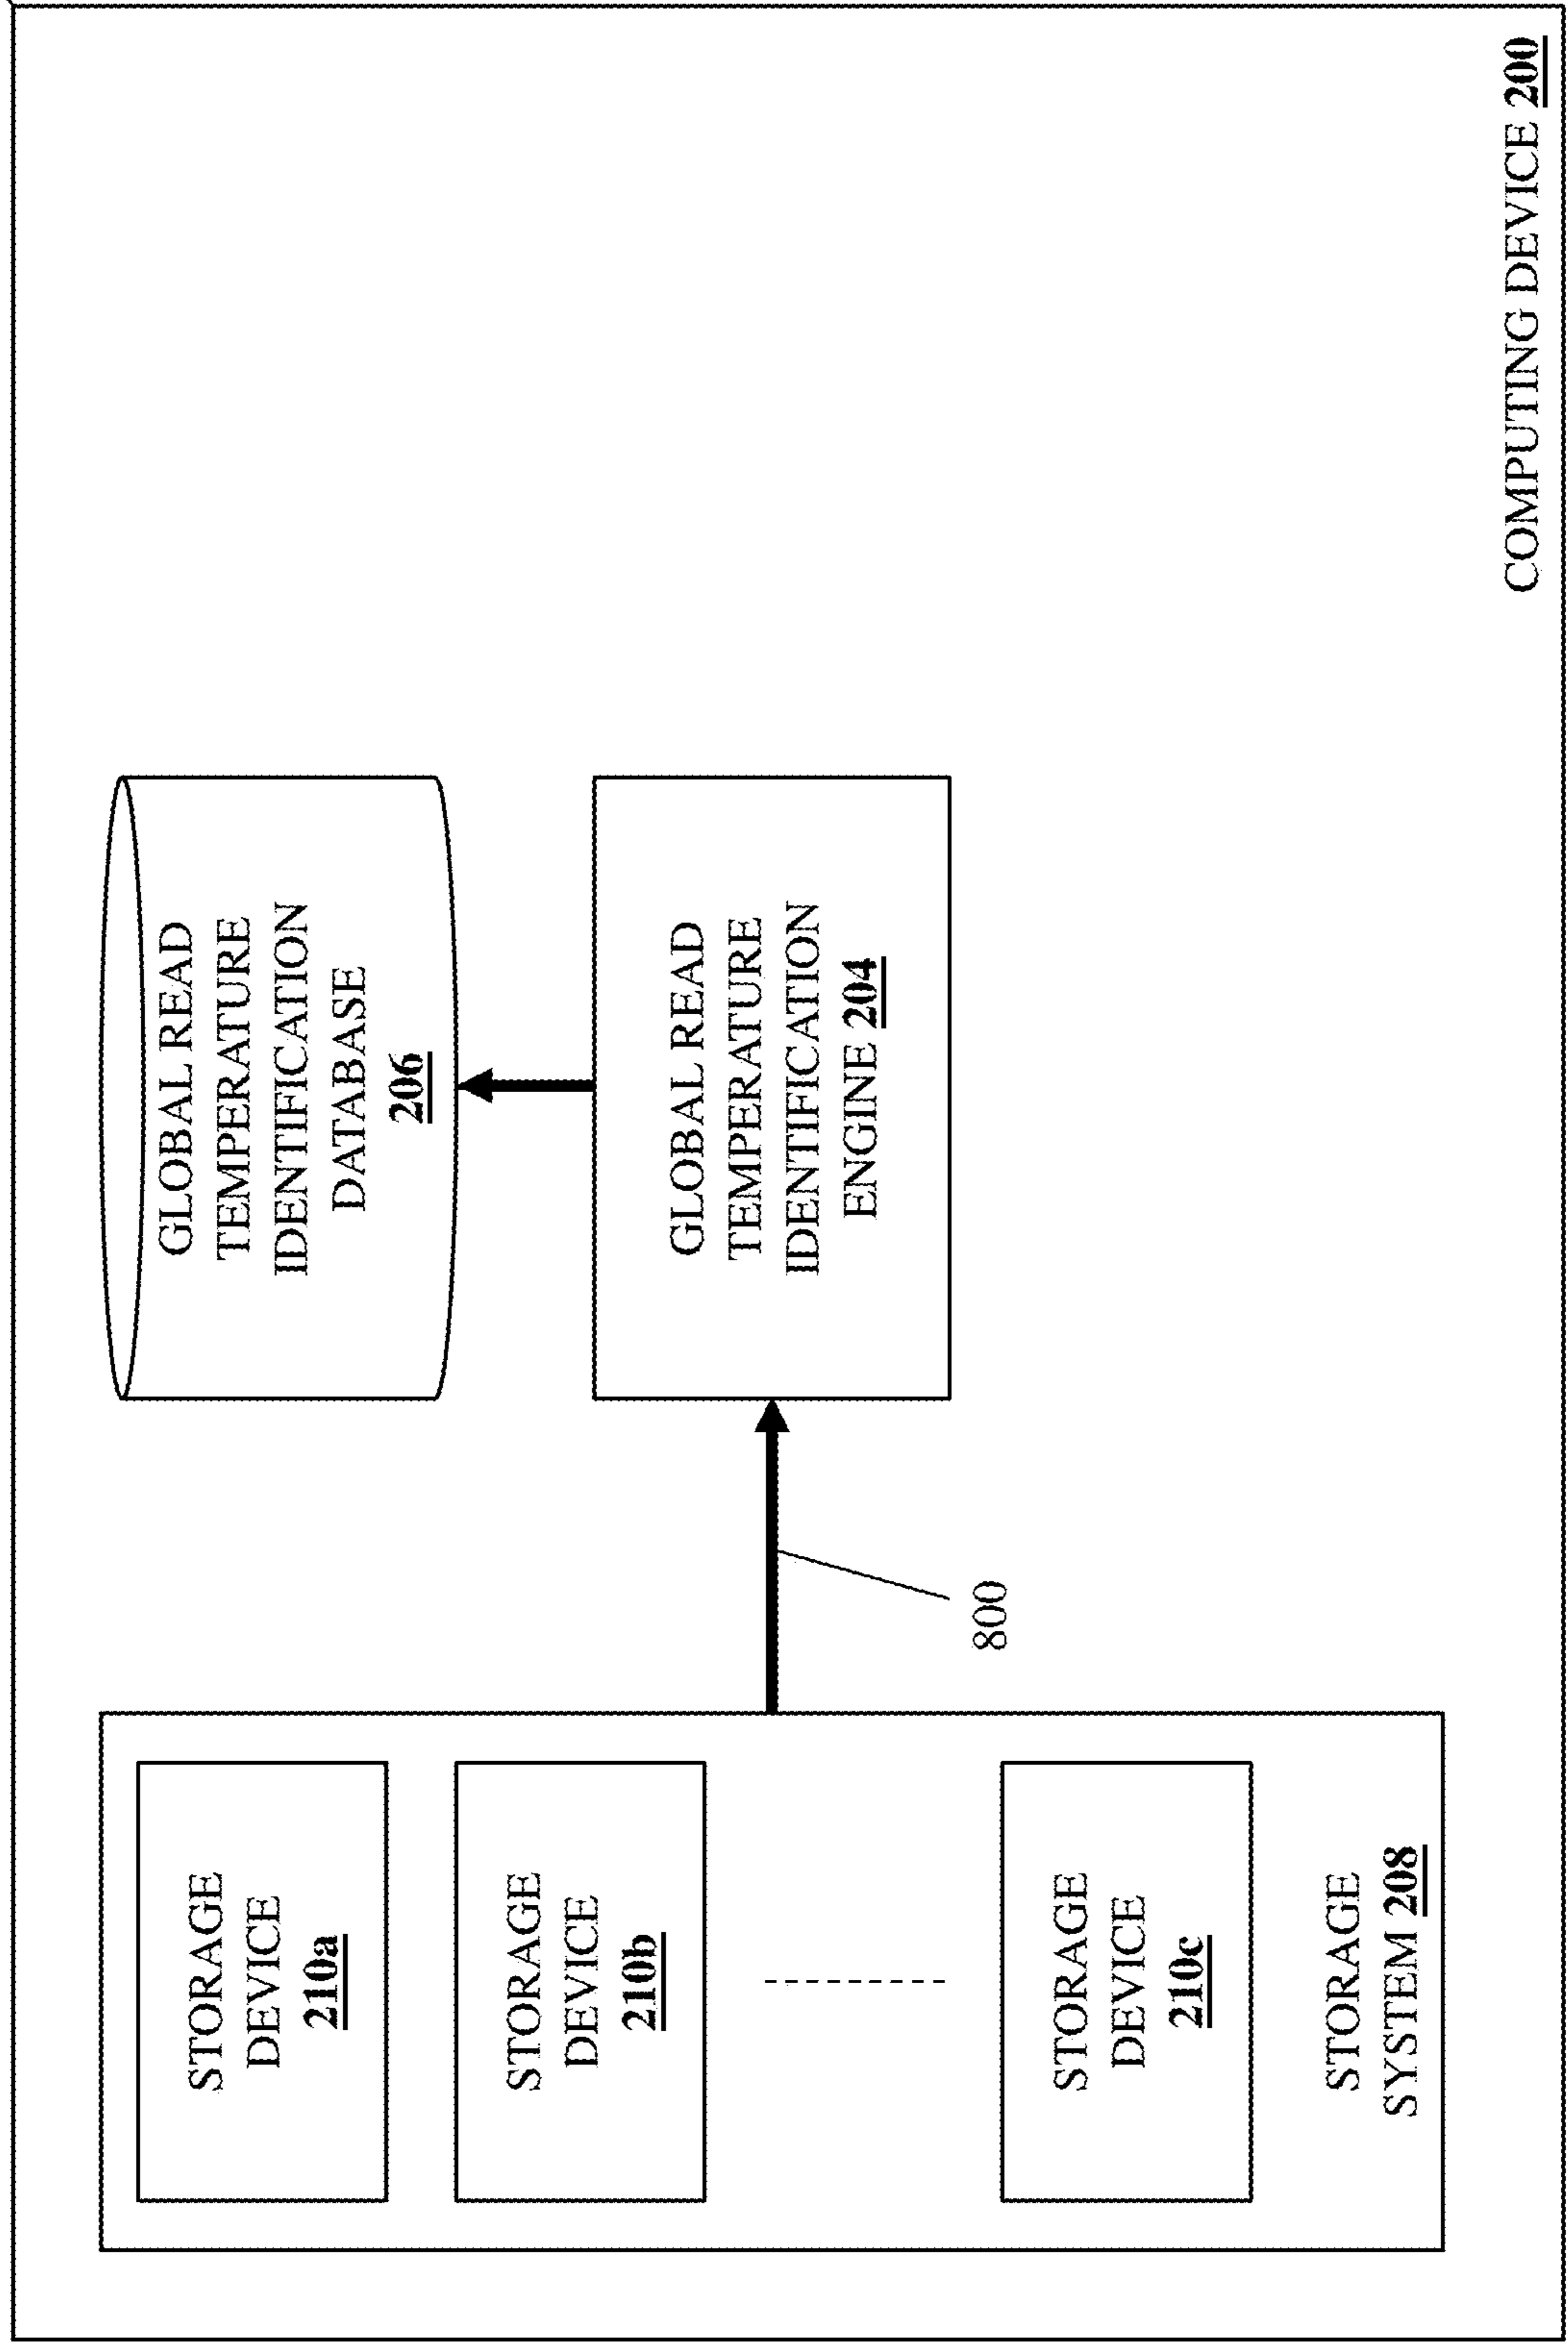 STORAGE
DEVICE
210a
STORAGE
DEVICE
210b
STORAGE
DEVICE
210c
STORAGE
SYSTEM 208
800
GLOBAL READ
TEMPERATURE
IDENTIFICATION
DATABASE
206
GLOBAL READ
TEMPERATURE
IDENTIFICATION
ENGINE 204
COMPUTING DEVICE 200